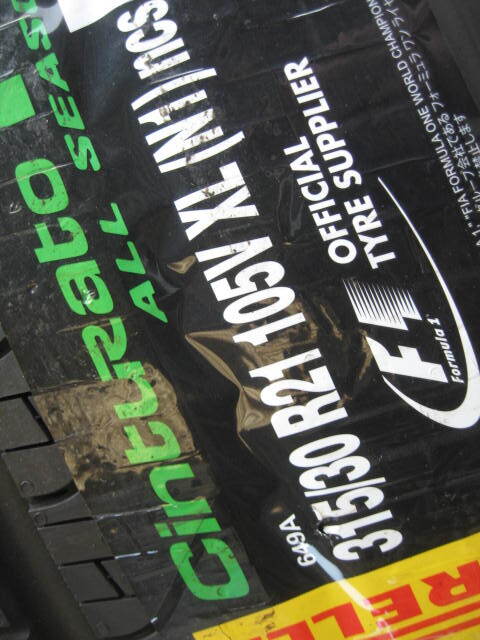 cinturato
ALL SEAS
649A
315/30 R21 105V XL (N1) ncs
OFFICIAL
TYRE SUPPLIER
F1
Formula 1
FIA FORMULA ONE WORLD CHAMPION
RELL